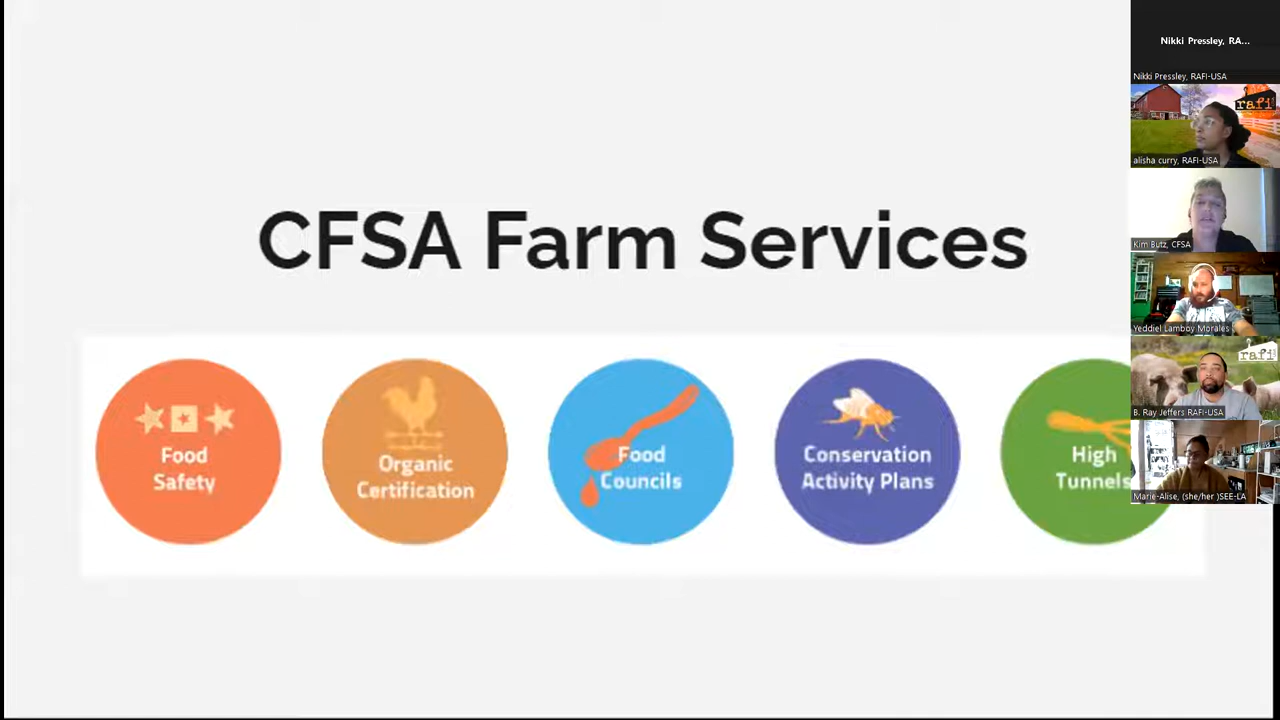 CFSA Farm Services
Food
Safety
Organic
Certification
Food
Councils
Conservation
Activity Plans
High
Tunnels
Nikki Pressley, RA...
Nikki Pressley, RAFI-USA
rafi
alisha curry, RAFI-USA
Kim Butz, CFSA
Yeddiel Lamboy Morales
rafi
B. Ray Jeffers RAFI-USA
Marie-Alise, (she/her )SEE-LA